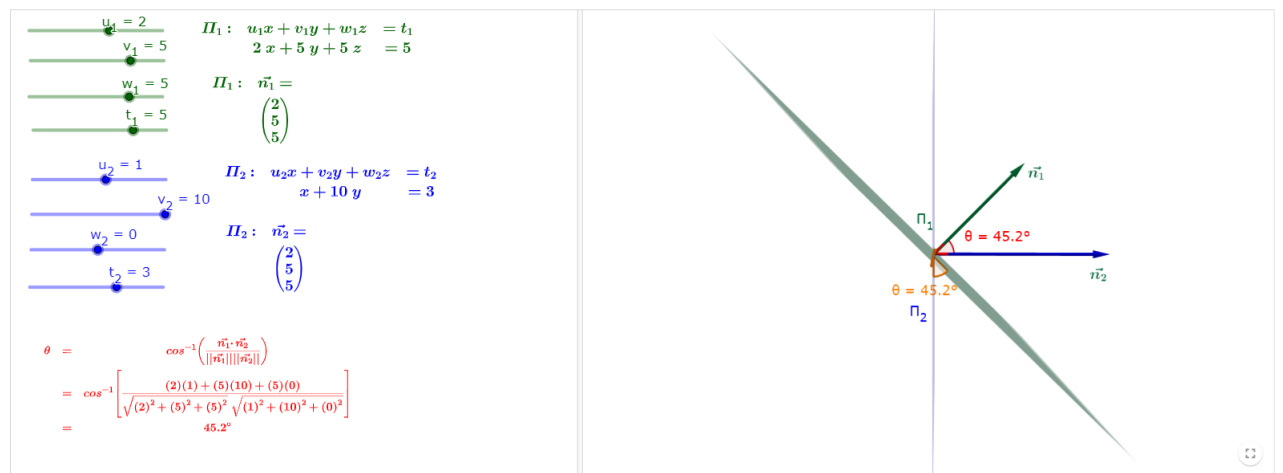 u₁ = 2
v₁ = 5
w₁ = 5
t₁ = 5
Π₁ : u₁x + v₁y + w₁z = t₁
2 x + 5 y + 5 z = 5
Π₁ : n⃗₁ =
(2
5
5)
u₂ = 1
v₂ = 10
w₂ = 0
t₂ = 3
Π₂ : u₂x + v₂y + w₂z = t₂
x + 10 y = 3
Π₂ : n⃗₂ =
(2
5
5)
θ = cos⁻¹(n⃗₁·n⃗₂ / ||n⃗₁||||n⃗₂||)
= cos⁻¹[(2)(1) + (5)(10) + (5)(0) / √((2)² + (5)² + (5)²) √((1)² + (10)² + (0)²)]
= 45.2°
n⃗₁
Π₁
θ = 45.2°
n⃗₂
θ = 45.2°
Π₂